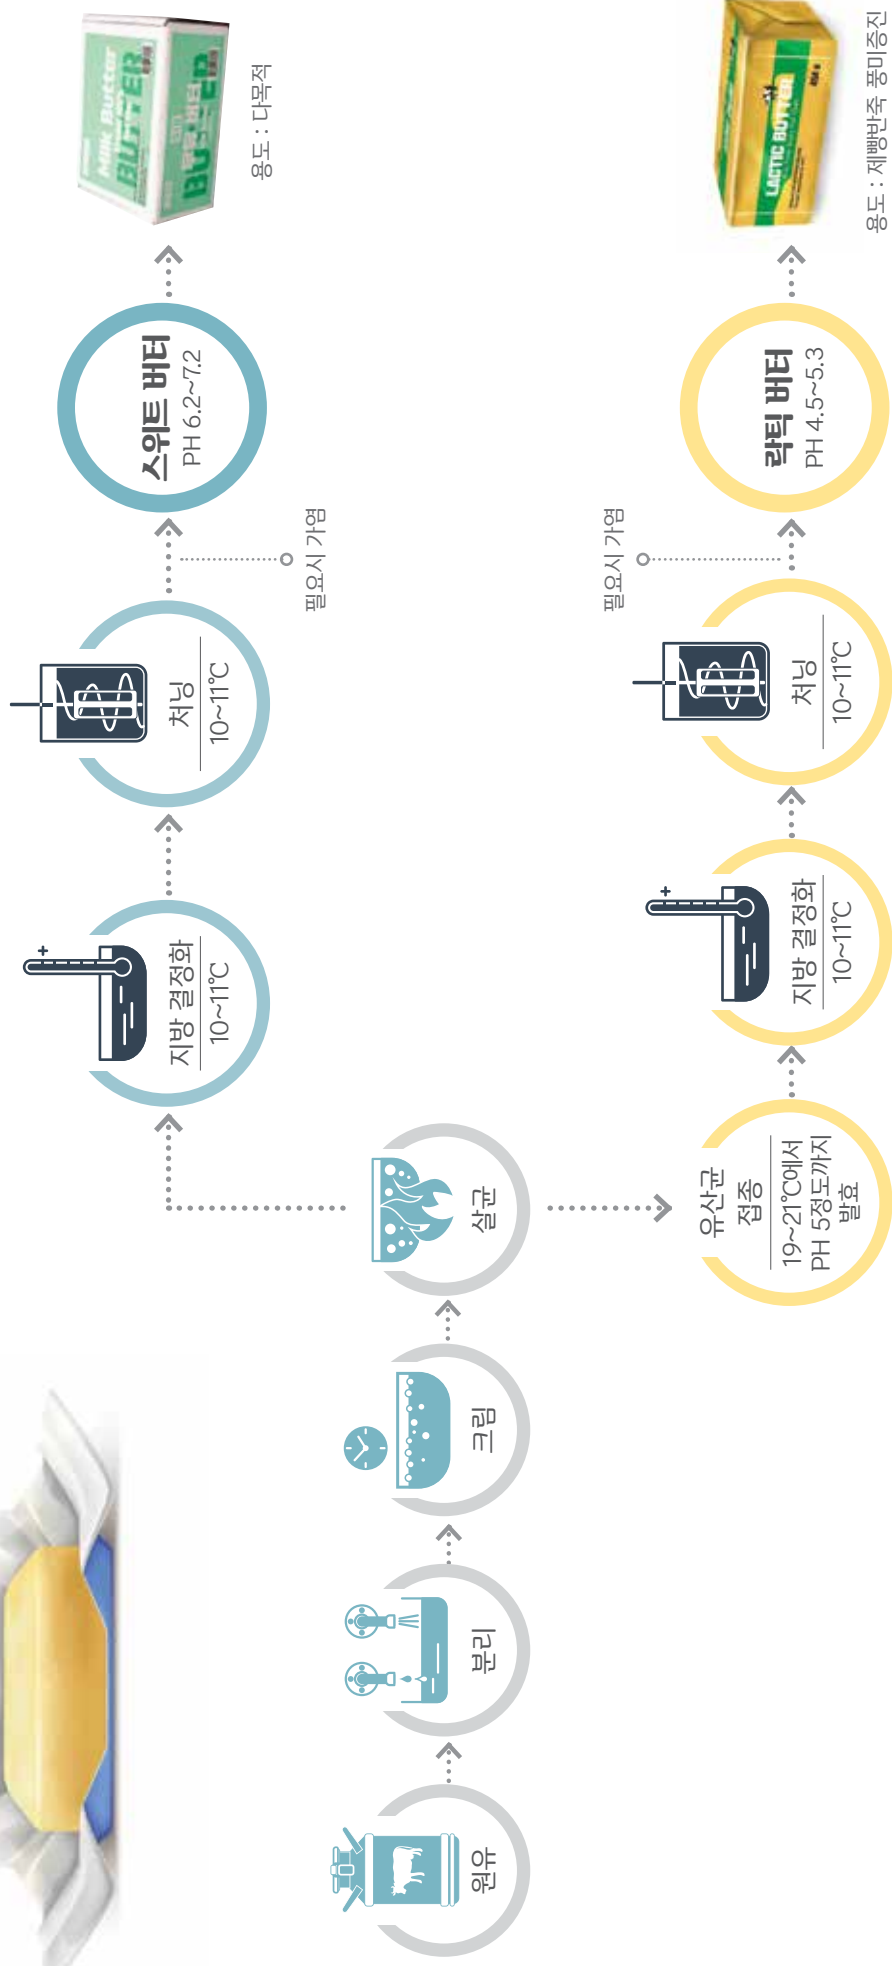 원유
분리
크림
살균
지방 결정화
10~11℃
처닝
10~11℃
필요시 가염
스위트 버터
PH 6.2~7.2
Milk Butter
BUTTER
용도 : 다목적
유산균
접종
19~21℃에서
PH 5정도까지
발효
지방 결정화
10~11℃
처닝
10~11℃
필요시 가염
락틱 버터
PH 4.5~5.3
LACTIC BUTTER
454 g
용도 : 제빵반죽 풍미증진